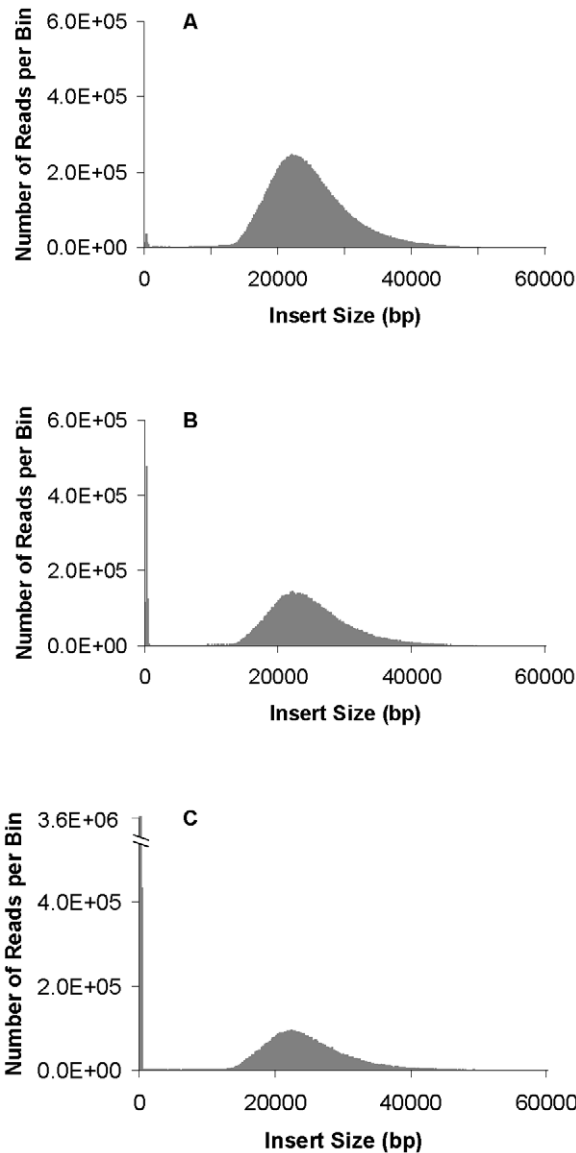 A
Number of Reads per Bin
6.0E+05
4.0E+05
2.0E+05
0.0E+00
0 20000 40000 60000
Insert Size (bp)
B
Number of Reads per Bin
6.0E+05
4.0E+05
2.0E+05
0.0E+00
0 20000 40000 60000
Insert Size (bp)
C
Number of Reads per Bin
3.6E+06
4.0E+05
2.0E+05
0.0E+00
0 20000 40000 60000
Insert Size (bp)